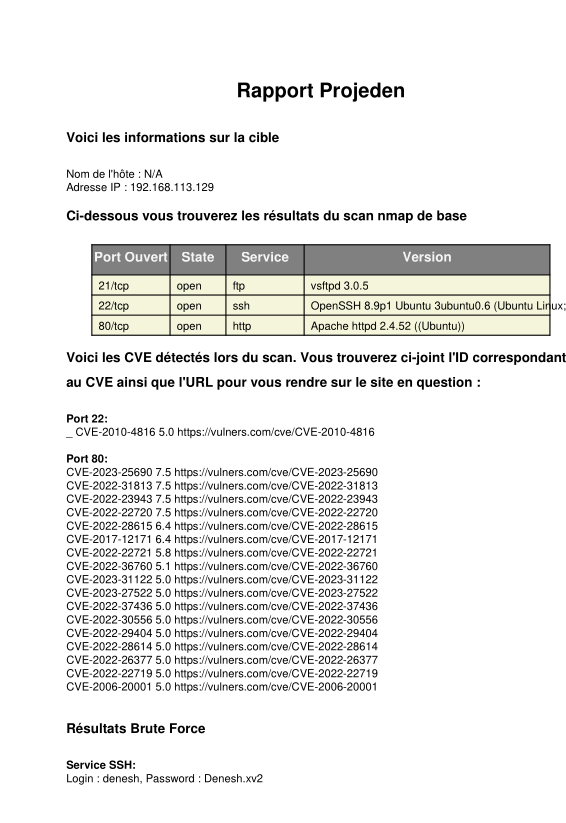 Rapport Projeden
Voici les informations sur la cible
Nom de l'hôte : N/A
Adresse IP : 192.168.113.129
Ci-dessous vous trouverez les résultats du scan nmap de base
Port Ouvert State Service Version
21/tcp open ftp vsftpd 3.0.5
22/tcp open ssh OpenSSH 8.9p1 Ubuntu 3ubuntu0.6 (Ubuntu Linux;
80/tcp open http Apache httpd 2.4.52 ((Ubuntu))
Voici les CVE détectés lors du scan. Vous trouverez ci-joint l'ID correspondant
au CVE ainsi que l'URL pour vous rendre sur le site en question :
Port 22:
_ CVE-2010-4816 5.0 https://vulners.com/cve/CVE-2010-4816
Port 80:
CVE-2023-25690 7.5 https://vulners.com/cve/CVE-2023-25690
CVE-2022-31813 7.5 https://vulners.com/cve/CVE-2022-31813
CVE-2022-23943 7.5 https://vulners.com/cve/CVE-2022-23943
CVE-2022-22720 7.5 https://vulners.com/cve/CVE-2022-22720
CVE-2022-28615 6.4 https://vulners.com/cve/CVE-2022-28615
CVE-2017-12171 6.4 https://vulners.com/cve/CVE-2017-12171
CVE-2022-22721 5.8 https://vulners.com/cve/CVE-2022-22721
CVE-2022-36760 5.1 https://vulners.com/cve/CVE-2022-36760
CVE-2023-31122 5.0 https://vulners.com/cve/CVE-2023-31122
CVE-2023-27522 5.0 https://vulners.com/cve/CVE-2023-27522
CVE-2022-37436 5.0 https://vulners.com/cve/CVE-2022-37436
CVE-2022-30556 5.0 https://vulners.com/cve/CVE-2022-30556
CVE-2022-29404 5.0 https://vulners.com/cve/CVE-2022-29404
CVE-2022-28614 5.0 https://vulners.com/cve/CVE-2022-28614
CVE-2022-26377 5.0 https://vulners.com/cve/CVE-2022-26377
CVE-2022-22719 5.0 https://vulners.com/cve/CVE-2022-22719
CVE-2006-20001 5.0 https://vulners.com/cve/CVE-2006-20001
Résultats Brute Force
Service SSH:
Login : denesh, Password : Denesh.xv2